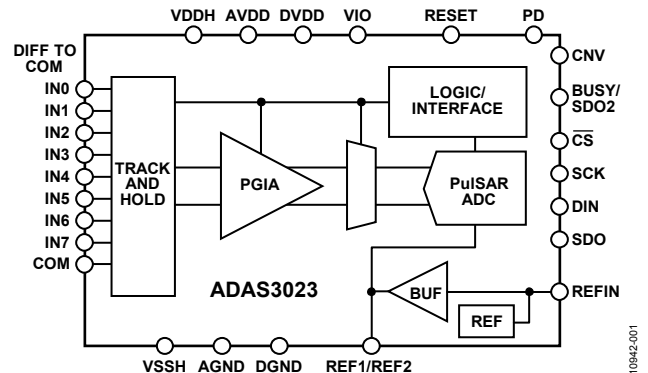 VDDH AVDD DVDD VIO RESET PD
DIFF TO
COM
IN0
IN1
IN2
IN3
IN4
IN5
IN6
IN7
COM
TRACK
AND
HOLD
PGIA
LOGIC/
INTERFACE
PulSAR
ADC
BUF
REF
ADAS3023
CNV
BUSY/
SDO2
CS
SCK
DIN
SDO
REFIN
VSSH AGND DGND REF1/REF2
10942-001